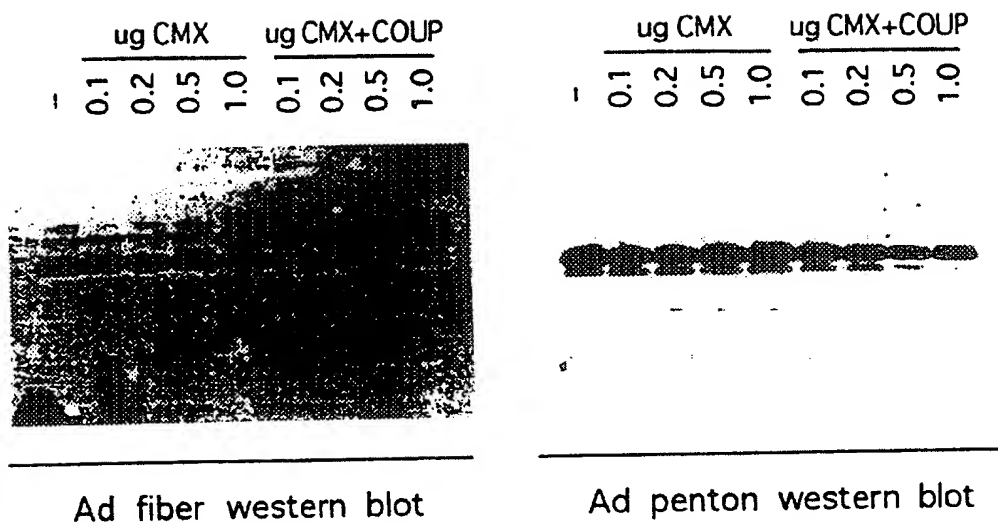 ug CMX ug CMX+COUP
- 0.1 0.2 0.5 1.0 0.1 0.2 0.5 1.0
Ad fiber western blot
ug CMX ug CMX+COUP
- 0.1 0.2 0.5 1.0 0.1 0.2 0.5 1.0
Ad penton western blot